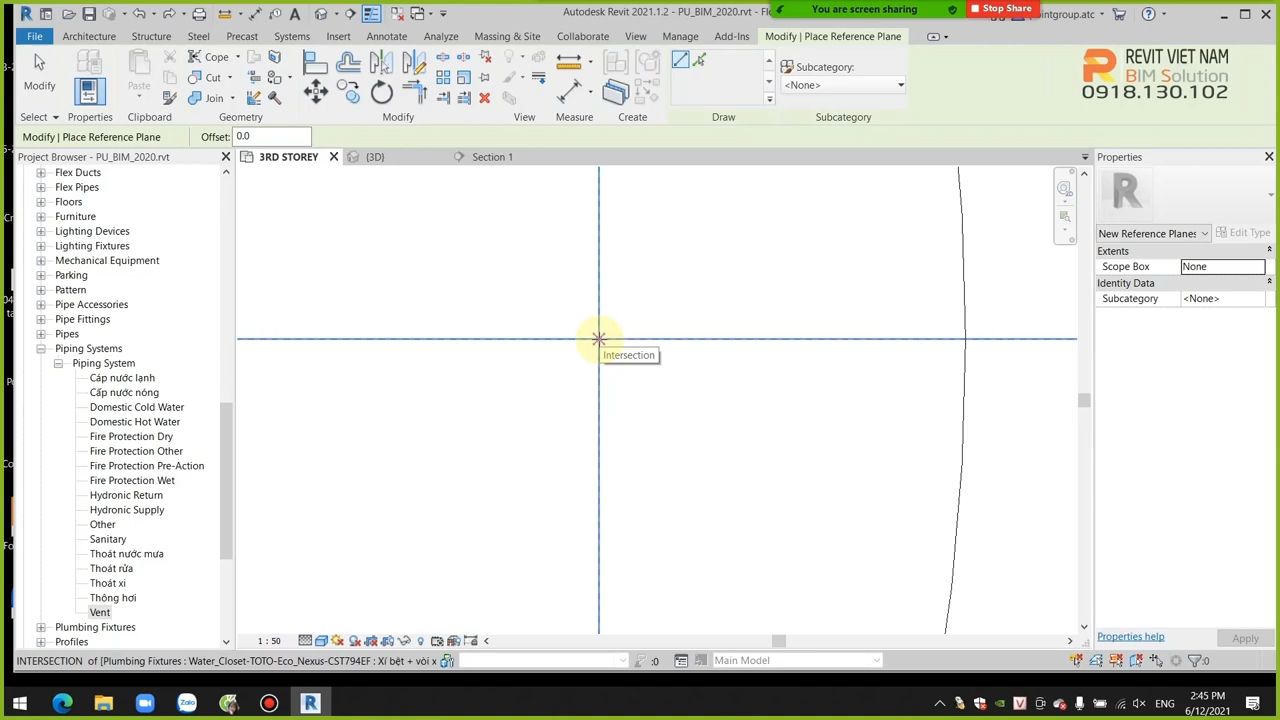 Autodesk Revit 2021.1.2 - PU_BIM_2020.rvt - Fl
You are screen sharing
Stop Share
ointgroup.atc
File
Architecture
Structure
Steel
Precast
Systems
Insert
Annotate
Analyze
Massing & Site
Collaborate
View
Manage
Add-Ins
Modify | Place Reference Plane
Modify
Paste
Cope
Cut
Join
Subcategory:
<None>
REVIT VIET NAM
BIM Solution
0918.130.102
Select
Properties
Clipboard
Geometry
Modify
View
Measure
Create
Draw
Subcategory
Modify | Place Reference Plane
Offset:
0.0
Project Browser - PU_BIM_2020.rvt
3RD STOREY
{3D}
Section 1
Properties
Flex Ducts
Flex Pipes
Floors
Furniture
Lighting Devices
Lighting Fixtures
Mechanical Equipment
Parking
Pattern
Pipe Accessories
Pipe Fittings
Pipes
Piping Systems
Piping System
Cáp nước lạnh
Cấp nước nóng
Domestic Cold Water
Domestic Hot Water
Fire Protection Dry
Fire Protection Other
Fire Protection Pre-Action
Fire Protection Wet
Hydronic Return
Hydronic Supply
Other
Sanitary
Thoát nước mưa
Thoát rửa
Thoát xi
Thông hơi
Vent
Plumbing Fixtures
Profiles
Intersection
R
New Reference Planes
Edit Type
Extents
Scope Box
None
Identity Data
Subcategory
<None>
Properties help
Apply
1 : 50
INTERSECTION of [Plumbing Fixtures : Water_Closet-TOTO-Eco_Nexus-CST794EF : Xí bệt + vòi x
:0
Main Model
:0
Zalo
R
V
ENG
2:45 PM
6/12/2021